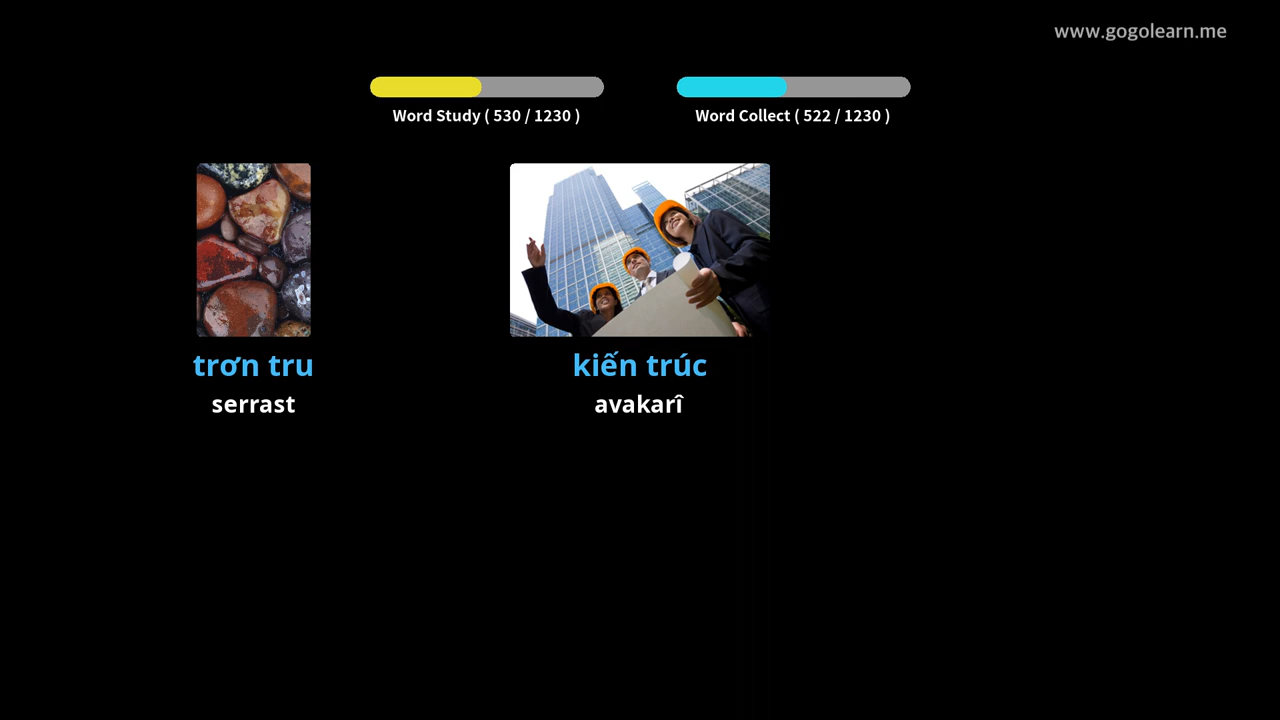 www.gogolearn.me
Word Study ( 530 / 1230 )
Word Collect ( 522 / 1230 )
trơn tru
serrast
kiến trúc
avakarî